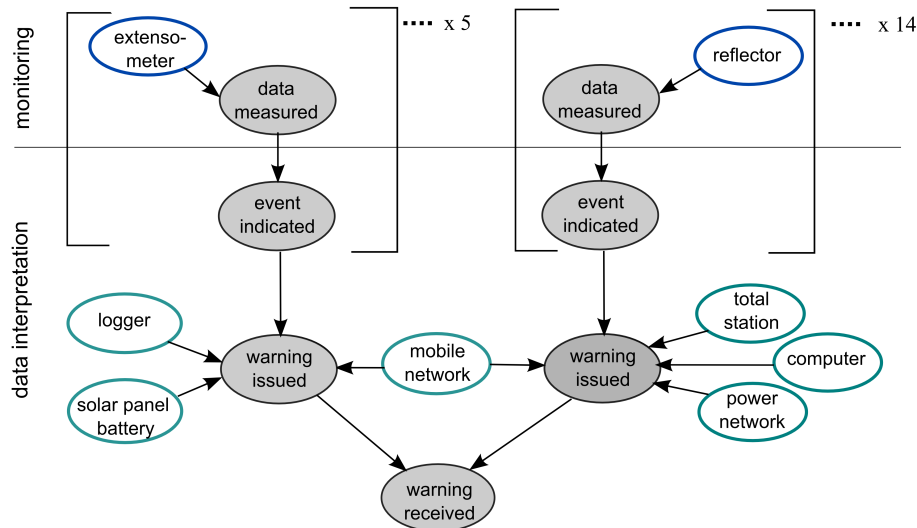 monitoring
extenso-
meter
data
measured
..... x 5
reflector
data
measured
..... x 14
data interpretation
event
indicated
event
indicated
logger
solar panel
battery
warning
issued
mobile
network
warning
issued
total
station
computer
power
network
warning
received